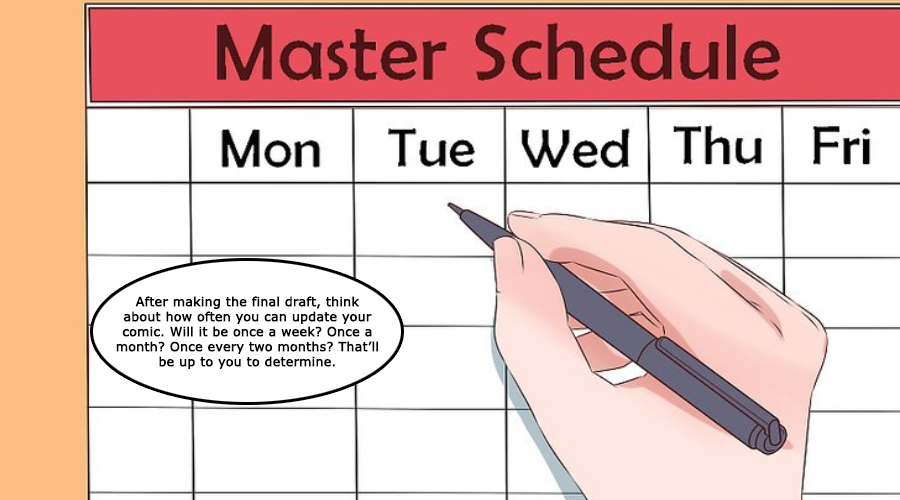 Master Schedule
Mon Tue Wed Thu Fri
After making the final draft, think
about how often you can update your
comic. Will it be once a week? Once a
month? Once every two months? That’ll
be up to you to determine.